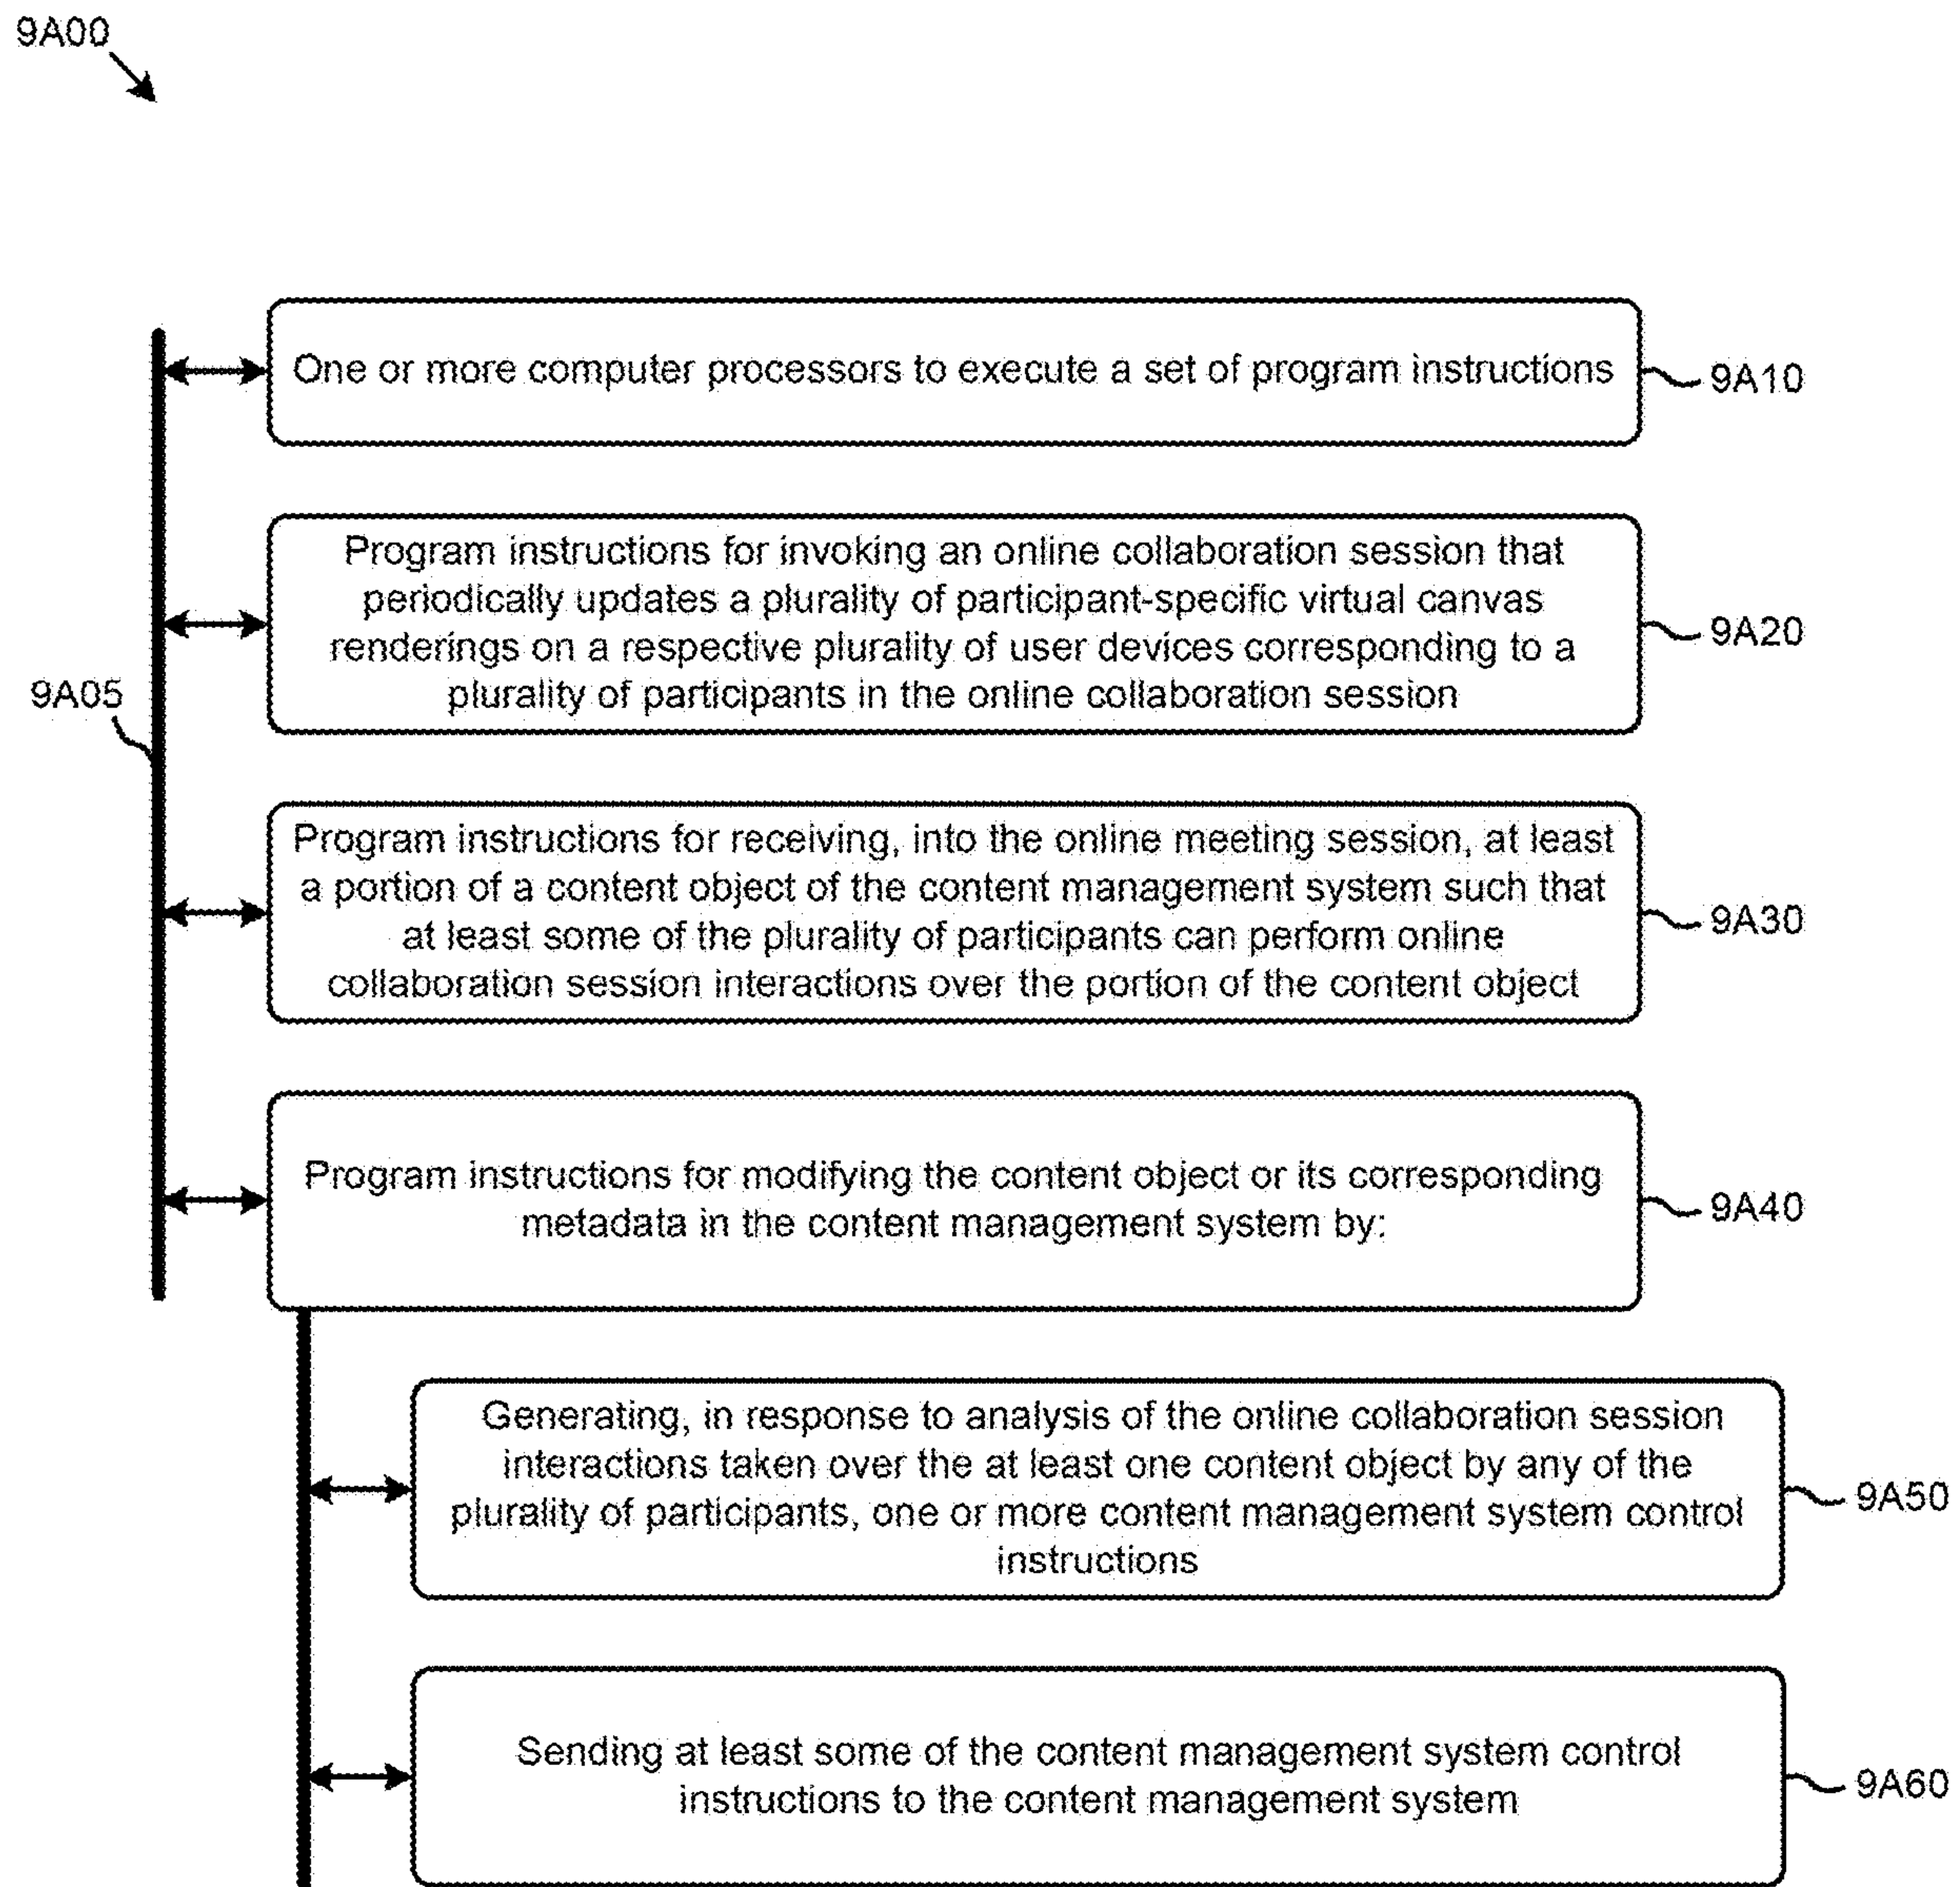 9A00
One or more computer processors to execute a set of program instructions
9A10
Program instructions for invoking an online collaboration session that
periodically updates a plurality of participant-specific virtual canvas
renderings on a respective plurality of user devices corresponding to a
plurality of participants in the online collaboration session
9A20
9A05
Program instructions for receiving, into the online meeting session, at least
a portion of a content object of the content management system such that
at least some of the plurality of participants can perform online
collaboration session interactions over the portion of the content object
9A30
Program instructions for modifying the content object or its corresponding
metadata in the content management system by:
9A40
Generating, in response to analysis of the online collaboration session
interactions taken over the at least one content object by any of the
plurality of participants, one or more content management system control
instructions
9A50
Sending at least some of the content management system control
instructions to the content management system
9A60